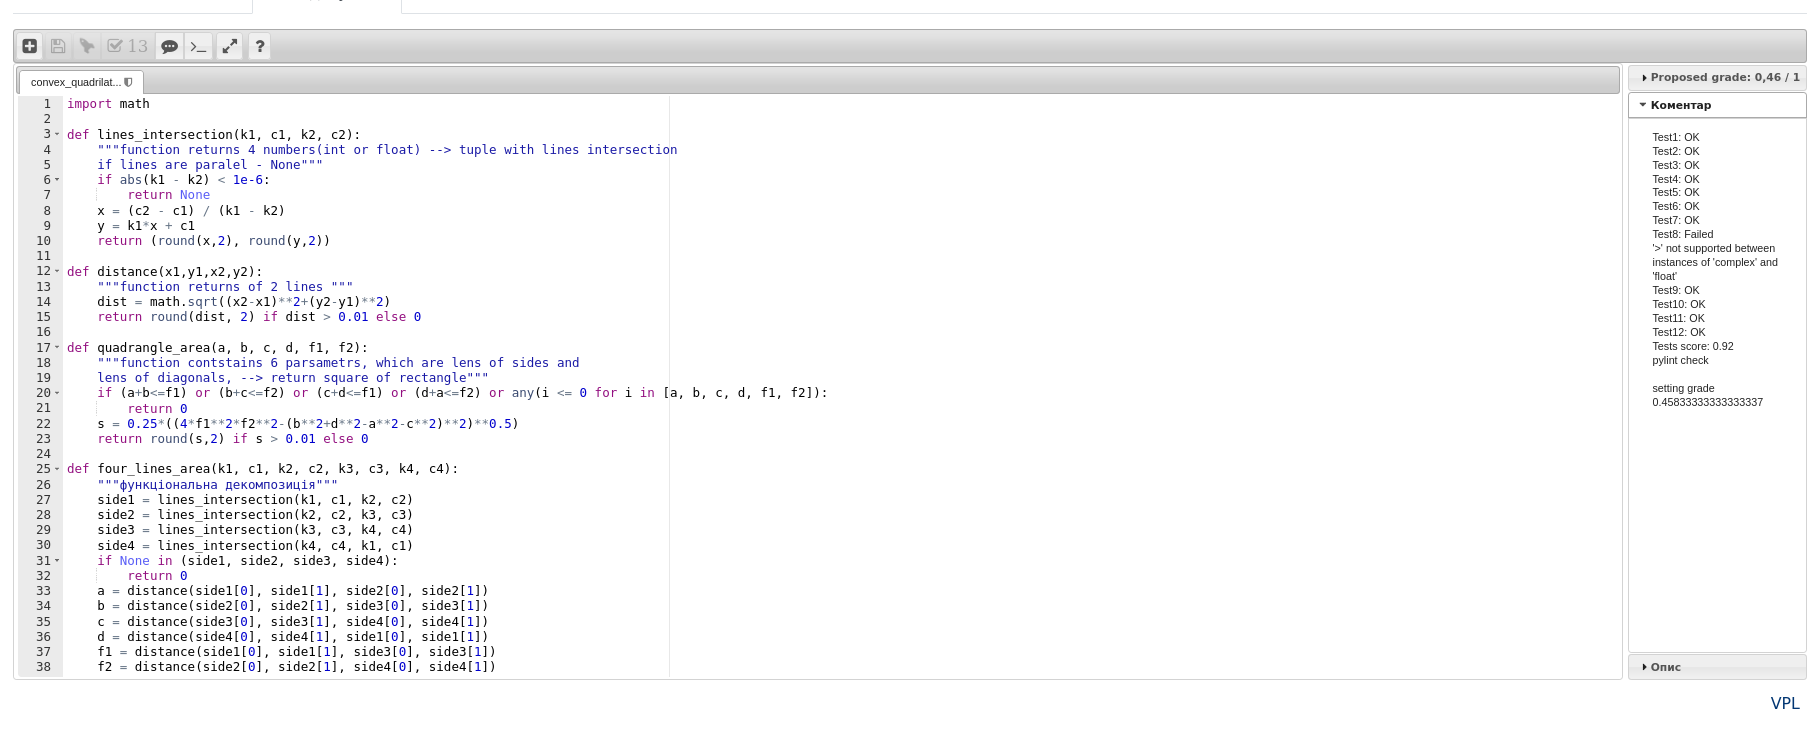 13
convex_quadrilat...
1 import math
2
3 def lines_intersection(k1, c1, k2, c2):
4     """function returns 4 numbers(int or float) --> tuple with lines intersection
5     if lines are paralel - None"""
6     if abs(k1 - k2) < 1e-6:
7         return None
8     x = (c2 - c1) / (k1 - k2)
9     y = k1*x + c1
10     return (round(x,2), round(y,2))
11
12 def distance(x1,y1,x2,y2):
13     """function returns of 2 lines """
14     dist = math.sqrt((x2-x1)**2+(y2-y1)**2)
15     return round(dist, 2) if dist > 0.01 else 0
16
17 def quadrangle_area(a, b, c, d, f1, f2):
18     """function contstains 6 parsametrs, which are lens of sides and
19     lens of diagonals, --> return square of rectangle"""
20     if (a+b<=f1) or (b+c<=f2) or (c+d<=f1) or (d+a<=f2) or any(i <= 0 for i in [a, b, c, d, f1, f2]):
21         return 0
22     s = 0.25*((4*f1**2*f2**2-(b**2+d**2-a**2-c**2)**2)**0.5)
23     return round(s,2) if s > 0.01 else 0
24
25 def four_lines_area(k1, c1, k2, c2, k3, c3, k4, c4):
26     """функціональна декомпозиція"""
27     side1 = lines_intersection(k1, c1, k2, c2)
28     side2 = lines_intersection(k2, c2, k3, c3)
29     side3 = lines_intersection(k3, c3, k4, c4)
30     side4 = lines_intersection(k4, c4, k1, c1)
31     if None in (side1, side2, side3, side4):
32         return 0
33     a = distance(side1[0], side1[1], side2[0], side2[1])
34     b = distance(side2[0], side2[1], side3[0], side3[1])
35     c = distance(side3[0], side3[1], side4[0], side4[1])
36     d = distance(side4[0], side4[1], side1[0], side1[1])
37     f1 = distance(side1[0], side1[1], side3[0], side3[1])
38     f2 = distance(side2[0], side2[1], side4[0], side4[1])
Proposed grade: 0,46 / 1
Коментар
Test1: OK
Test2: OK
Test3: OK
Test4: OK
Test5: OK
Test6: OK
Test7: OK
Test8: Failed
'>' not supported between
instances of 'complex' and
'float'
Test9: OK
Test10: OK
Test11: OK
Test12: OK
Tests score: 0.92
pylint check
setting grade
0.45833333333333337
Опис
VPL